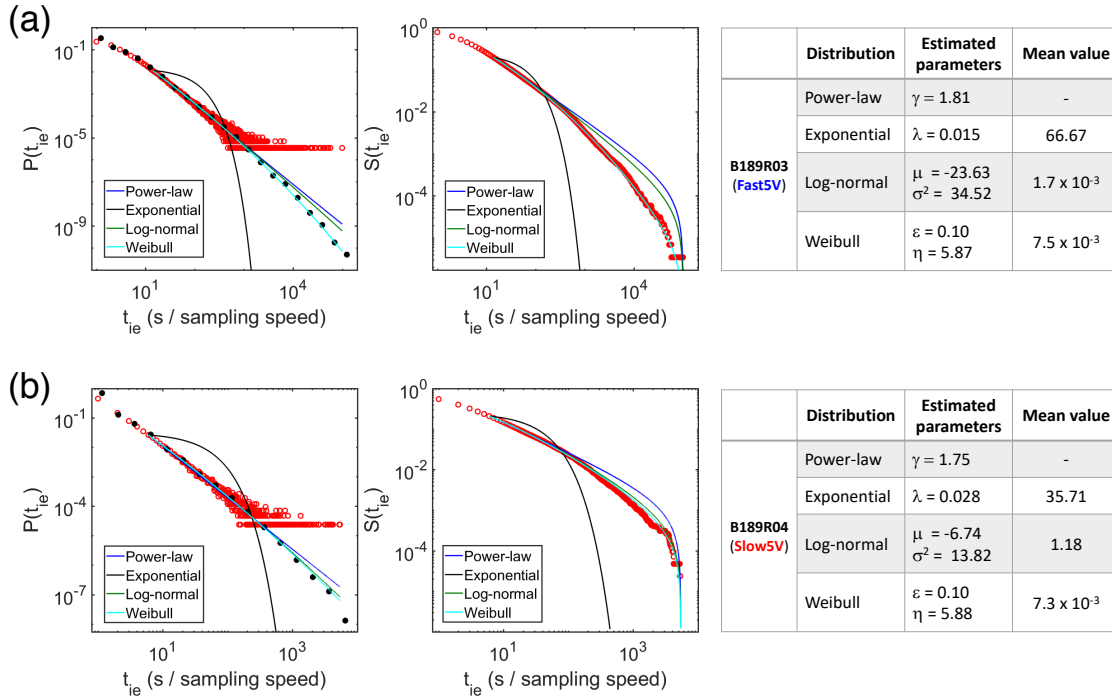 (a)
10^-1
10^-5
10^-9
P(t_ie)
10^1
10^4
t_ie (s / sampling speed)
Power-law
Exponential
Log-normal
Weibull
10^0
10^-2
10^-4
S(t_ie)
10^1
10^4
t_ie (s / sampling speed)
Power-law
Exponential
Log-normal
Weibull
Distribution Estimated parameters Mean value
B189R03
(Fast5V)
Power-law γ = 1.81 -
Exponential λ = 0.015 66.67
Log-normal μ = -23.63
σ² = 34.52
1.7 x 10^-3
Weibull ε = 0.10
η = 5.87
7.5 x 10^-3
(b)
10^-1
10^-4
10^-7
P(t_ie)
10^1
10^3
t_ie (s / sampling speed)
Power-law
Exponential
Log-normal
Weibull
10^0
10^-2
10^-4
S(t_ie)
10^1
10^3
t_ie (s / sampling speed)
Power-law
Exponential
Log-normal
Weibull
Distribution Estimated parameters Mean value
B189R04
(Slow5V)
Power-law γ = 1.75 -
Exponential λ = 0.028 35.71
Log-normal μ = -6.74
σ² = 13.82
1.18
Weibull ε = 0.10
η = 5.88
7.3 x 10^-3